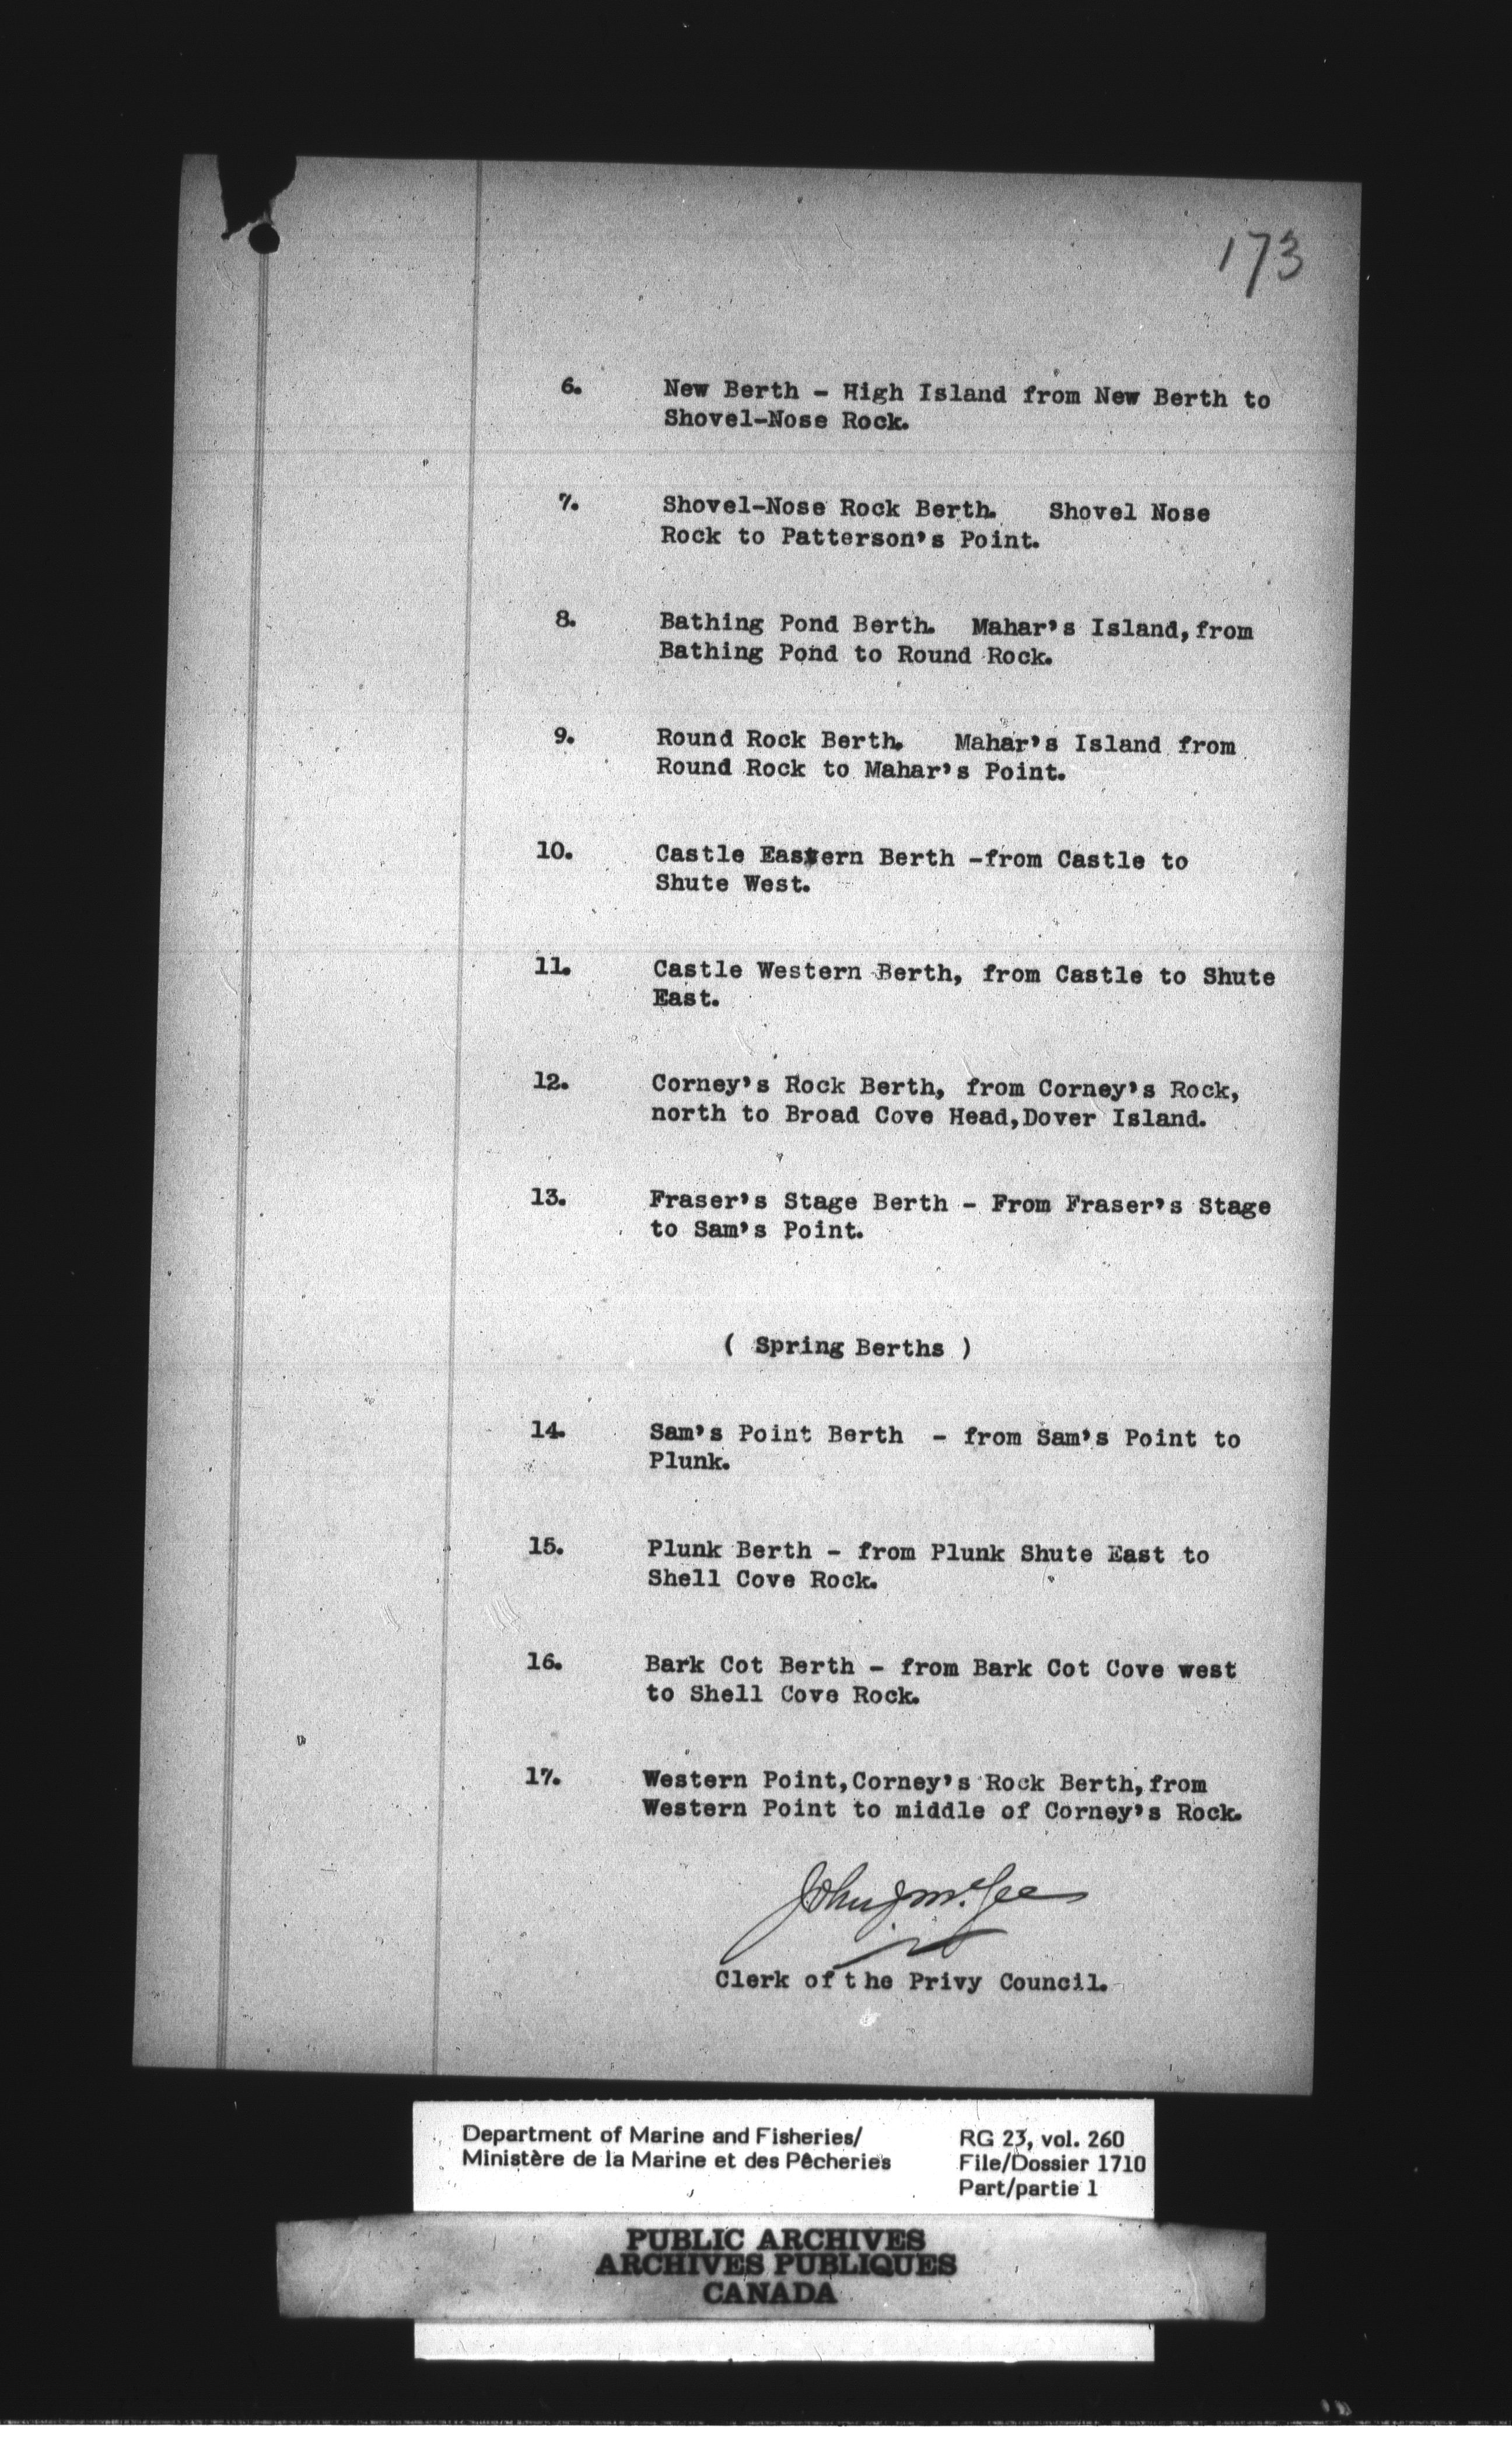 173
6. New Berth - High Island from New Berth to
Shovel-Nose Rock.
7. Shovel-Nose Rock Berth. Shovel Nose
Rock to Patterson's Point.
8. Bathing Pond Berth. Mahar's Island, from
Bathing Pond to Round Rock.
9. Round Rock Berth. Mahar's Island from
Round Rock to Mahar's Point.
10. Castle Eastern Berth -from Castle to
Shute West.
11. Castle Western Berth, from Castle to Shute
East.
12. Corney's Rock Berth, from Corney's Rock,
north to Broad Cove Head, Dover Island.
13. Fraser's Stage Berth - From Fraser's Stage
to Sam's Point.
( Spring Berths )
14. Sam's Point Berth - from Sam's Point to
Plunk.
15. Plunk Berth - from Plunk Shute East to
Shell Cove Rock.
16. Bark Cot Berth - from Bark Cot Cove west
to Shell Cove Rock.
17. Western Point, Corney's Rock Berth, from
Western Point to middle of Corney's Rock.
John J McGee
Clerk of the Privy Council.
Department of Marine and Fisheries/
Ministère de la Marine et des Pêcheries
RG 23, vol. 260
File/Dossier 1710
Part/partie 1
PUBLIC ARCHIVES
ARCHIVES PUBLIQUES
CANADA